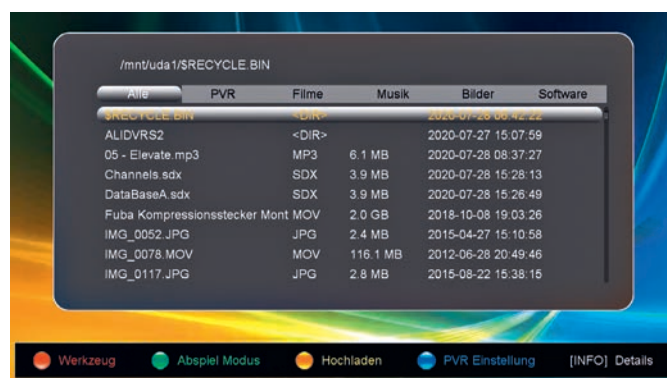 /mnt/uda1/$RECYCLE.BIN
Alle PVR Filme Musik Bilder Software
$RECYCLE.BIN <DIR> 2020-07-28 06:42:22
ALIDVRS2 <DIR> 2020-07-27 15:07:59
05 - Elevate.mp3 MP3 6.1 MB 2020-07-28 08:37:27
Channels.sdx SDX 3.9 MB 2020-07-28 15:28:13
DataBaseA.sdx SDX 3.9 MB 2020-07-28 15:26:49
Fuba Kompressionsstecker Mont MOV 2.0 GB 2018-10-08 19:03:26
IMG_0052.JPG JPG 2.4 MB 2015-04-27 15:10:58
IMG_0078.MOV MOV 116.1 MB 2012-06-28 20:49:46
IMG_0117.JPG JPG 2.8 MB 2015-08-22 15:38:15
Werkzeug Abspiel Modus Hochladen PVR Einstellung [INFO] Details